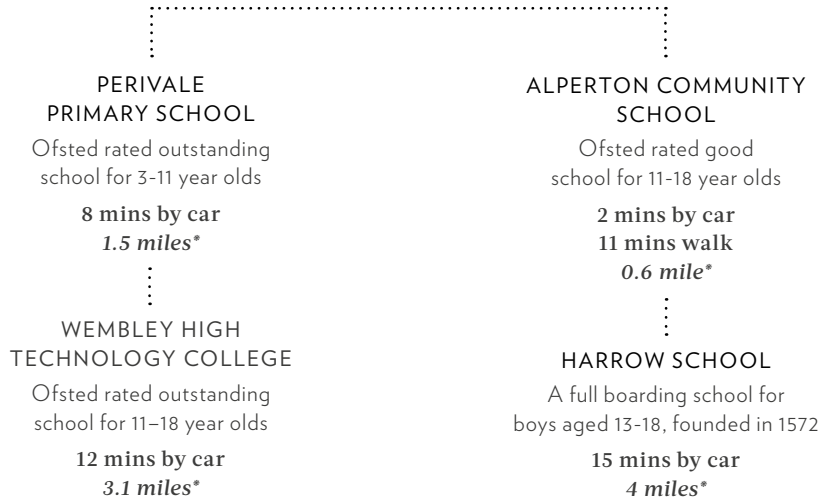 PERIVALE
PRIMARY SCHOOL
Ofsted rated outstanding
school for 3-11 year olds
8 mins by car
1.5 miles*
WEMBLEY HIGH
TECHNOLOGY COLLEGE
Ofsted rated outstanding
school for 11–18 year olds
12 mins by car
3.1 miles*
ALPERTON COMMUNITY
SCHOOL
Ofsted rated good
school for 11-18 year olds
2 mins by car
11 mins walk
0.6 mile*
HARROW SCHOOL
A full boarding school for
boys aged 13-18, founded in 1572
15 mins by car
4 miles*